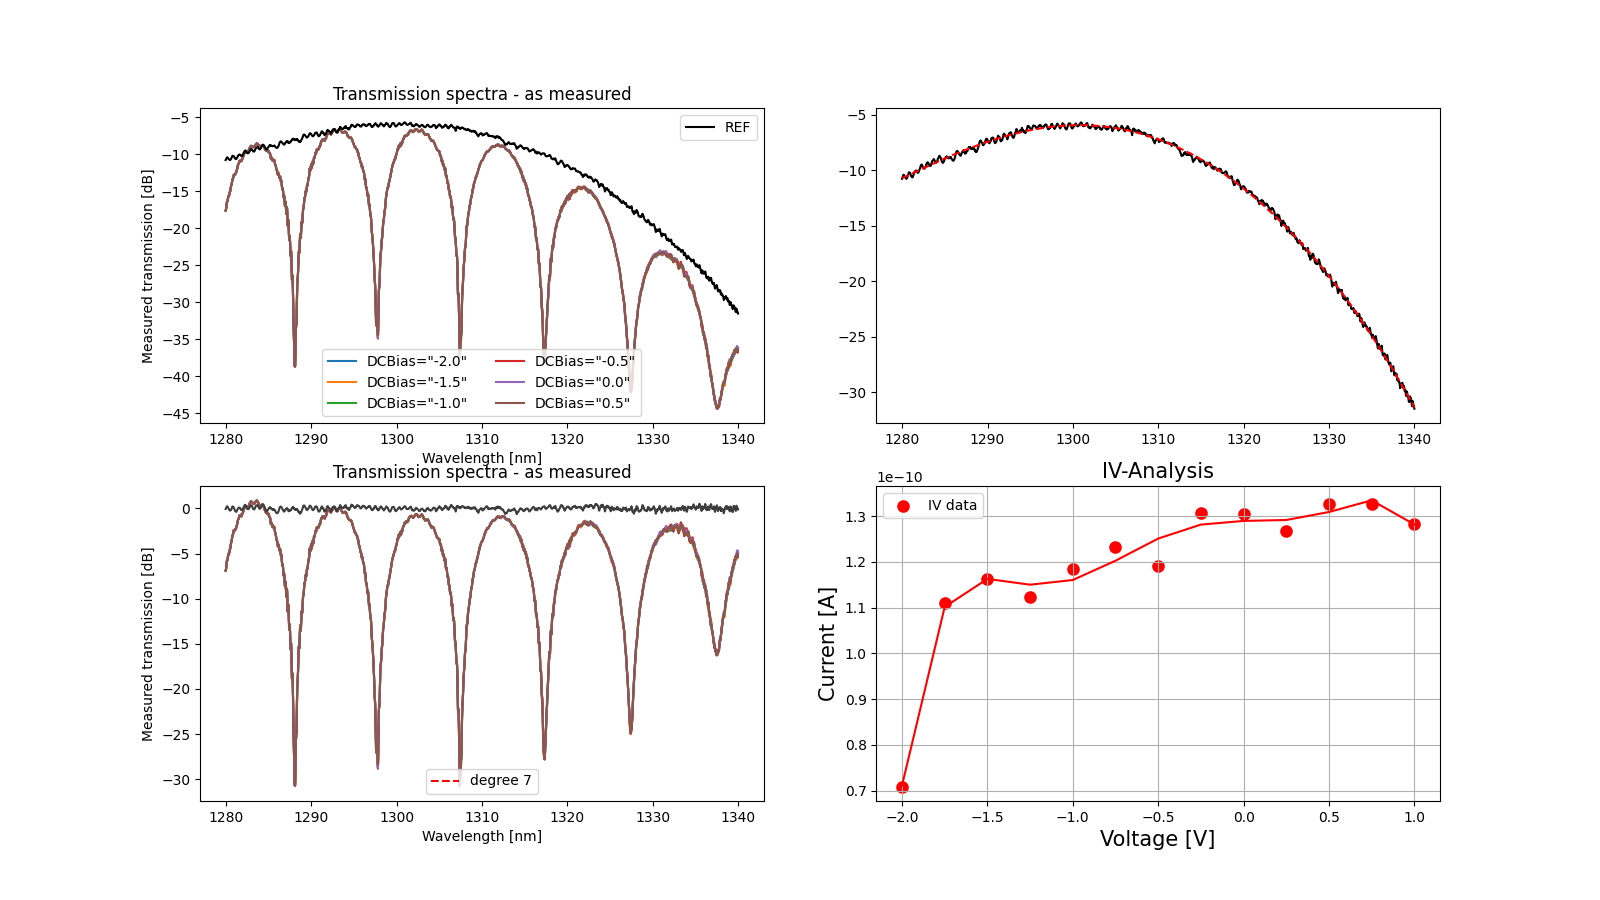 Transmission spectra - as measured
Measured transmission [dB]
−5
−10
−15
−20
−25
−30
−35
−40
−45
REF
DCBias="-2.0" DCBias="-0.5"
DCBias="-1.5" DCBias="0.0"
DCBias="-1.0" DCBias="0.5"
1280 1290 1300 1310 1320 1330 1340
Wavelength [nm]
−5
−10
−15
−20
−25
−30
1280 1290 1300 1310 1320 1330 1340
Transmission spectra - as measured
Measured transmission [dB]
0
−5
−10
−15
−20
−25
−30
degree 7
1280 1290 1300 1310 1320 1330 1340
Wavelength [nm]
IV-Analysis
1e−10
Current [A]
IV data
1.3
1.2
1.1
1.0
0.9
0.8
0.7
−2.0 −1.5 −1.0 −0.5 0.0 0.5 1.0
Voltage [V]